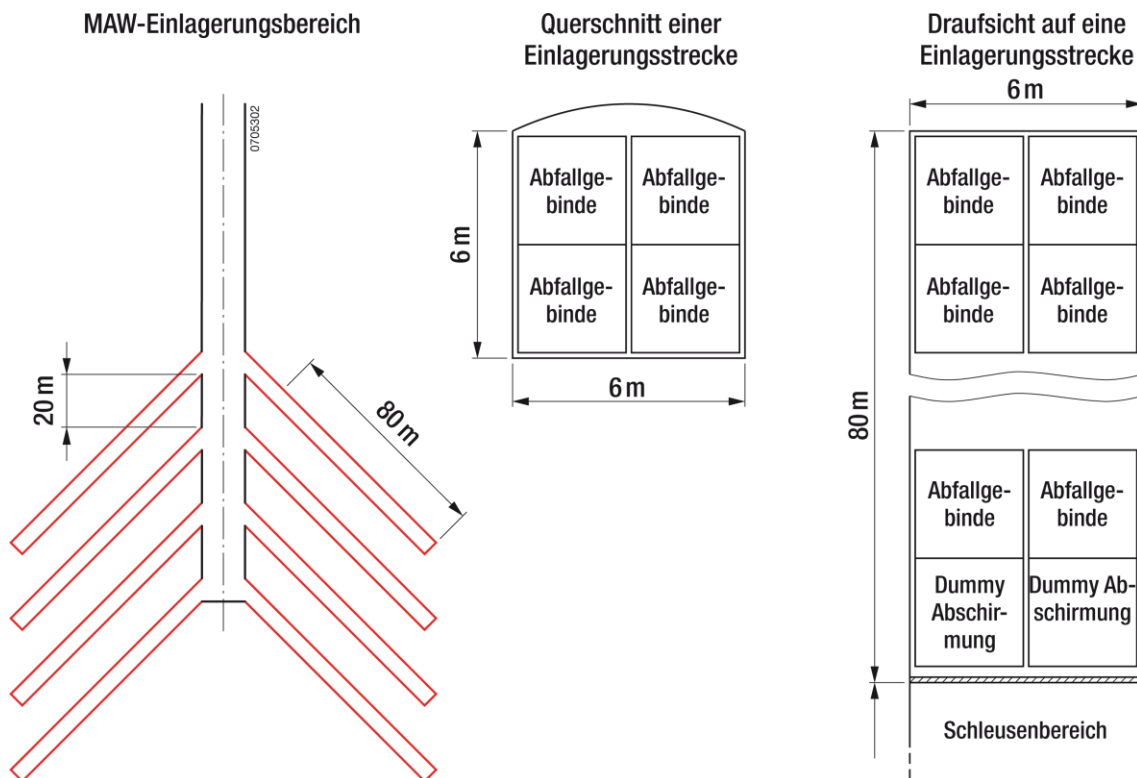 MAW-Einlagerungsbereich
0705302
20 m
80 m
Querschnitt einer
Einlagerungsstrecke
6 m
Abfallge-
binde
Abfallge-
binde
Abfallge-
binde
Abfallge-
binde
6 m
Draufsicht auf eine
Einlagerungsstrecke
6 m
80 m
Abfallge-
binde
Abfallge-
binde
Abfallge-
binde
Abfallge-
binde
Abfallge-
binde
Abfallge-
binde
Dummy
Abschir-
mung
Dummy Ab-
schirmung
Schleusenbereich